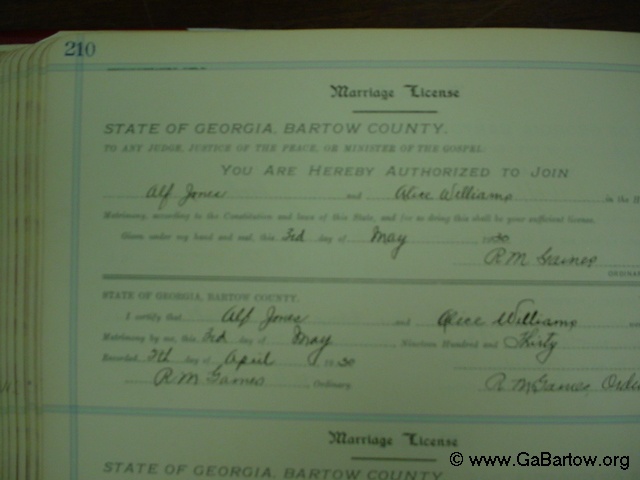 210
Marriage License
STATE OF GEORGIA, BARTOW COUNTY.
TO ANY JUDGE, JUSTICE OF THE PEACE, OR MINISTER OF THE GOSPEL:
YOU ARE HEREBY AUTHORIZED TO JOIN
Alf Jones and Alice Williams in the H
Matrimony, according to the Constitution and laws of this State, and for so doing this shall be your sufficient license.
Given under my hand and seal, this 3rd day of May 1930
R M Gaines
ORDINAR
STATE OF GEORGIA, BARTOW COUNTY.
I certify that Alf Jones and Alice Williams
Matrimony by me, this 3rd day of May Nineteen Hundred and Thirty
Recorded 7th day of April 1930
R M Gaines Ordinary. R M Gaines, Ordi
Marriage License
STATE OF GEORGIA, BARTOW COUNTY
© www.GaBartow.org